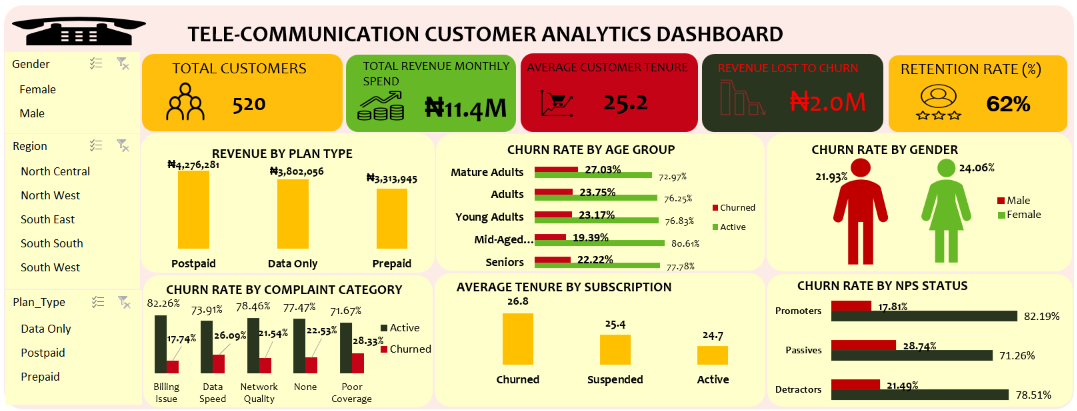 TELE-COMMUNICATION CUSTOMER ANALYTICS DASHBOARD
Gender
Female
Male
Region
North Central
North West
South East
South South
South West
Plan_Type
Data Only
Postpaid
Prepaid
TOTAL CUSTOMERS
520
TOTAL REVENUE MONTHLY
SPEND
₦11.4M
AVERAGE CUSTOMER TENURE
25.2
REVENUE LOST TO CHURN
₦2.0M
RETENTION RATE (%)
62%
REVENUE BY PLAN TYPE
₦4,276,281
₦3,802,056
₦3,313,945
Postpaid
Data Only
Prepaid
CHURN RATE BY AGE GROUP
Mature Adults
27.03%
72.97%
Adults
23.75%
76.25%
Young Adults
23.17%
76.83%
Mid-Aged...
19.39%
80.61%
Seniors
22.22%
77.78%
Churned
Active
CHURN RATE BY GENDER
21.93%
24.06%
Male
Female
CHURN RATE BY COMPLAINT CATEGORY
82.26%
73.91%
78.46%
77.47%
71.67%
17.74%
26.09%
21.54%
22.53%
28.33%
Active
Churned
Billing
Issue
Data
Speed
Network
Quality
None
Poor
Coverage
AVERAGE TENURE BY SUBSCRIPTION
26.8
25.4
24.7
Churned
Suspended
Active
CHURN RATE BY NPS STATUS
Promoters
17.81%
82.19%
Passives
28.74%
71.26%
Detractors
21.49%
78.51%